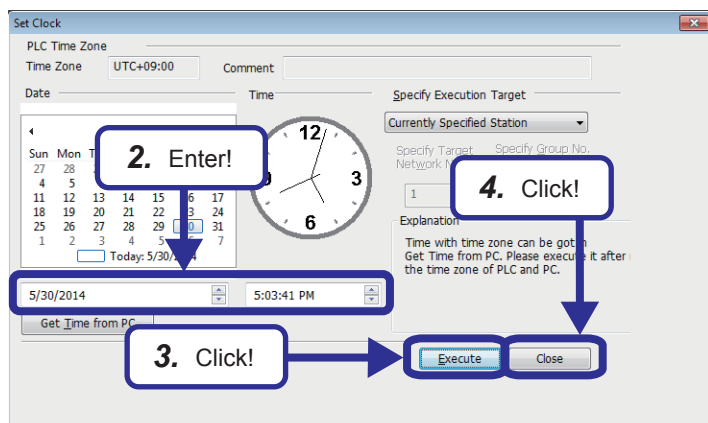 Set Clock
PLC Time Zone
Time Zone UTC+09:00 Comment
Date Time Specify Execution Target
Currently Specified Station
12
3
6
9
Sun Mon
2. Enter!
27 28
4 5
11 12 13 14 15 16 17
18 19 20 21 22 23 24
25 26 27 28 29 30 31
1 2 3 4 5 7
Today: 5/30/2014
Specify Target Specify Group No.
Network
1
4. Click!
Explanation
Time with time zone can be got in
Get Time from PC. Please execute it after
the time zone of PLC and PC.
5/30/2014 5:03:41 PM
Get Time from PC
3. Click!
Execute Close